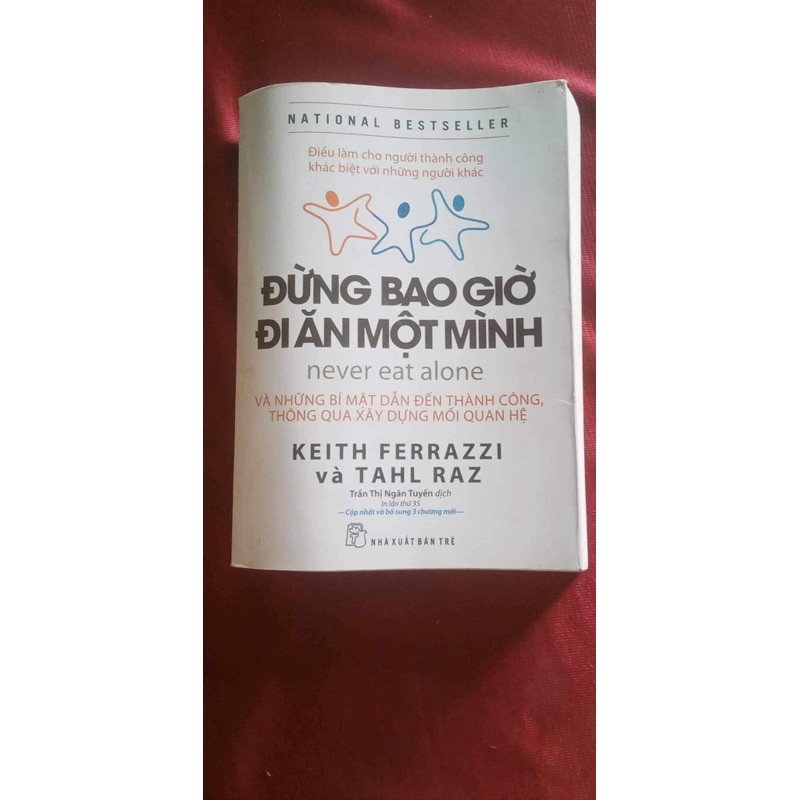 NATIONAL BESTSELLER
Điều làm cho người thành công
khác biệt với những người khác
ĐỪNG BAO GIỜ
ĐI ĂN MỘT MÌNH
never eat alone
VÀ NHỮNG BÍ MẬT DẪN ĐẾN THÀNH CÔNG,
THÔNG QUA XÂY DỰNG MỐI QUAN HỆ
KEITH FERRAZZI
và TAHL RAZ
Trần Thị Ngân Tuyến dịch
In lần thứ 35
—Cập nhật và bổ sung 3 chương mới—
NHÀ XUẤT BẢN TRẺ